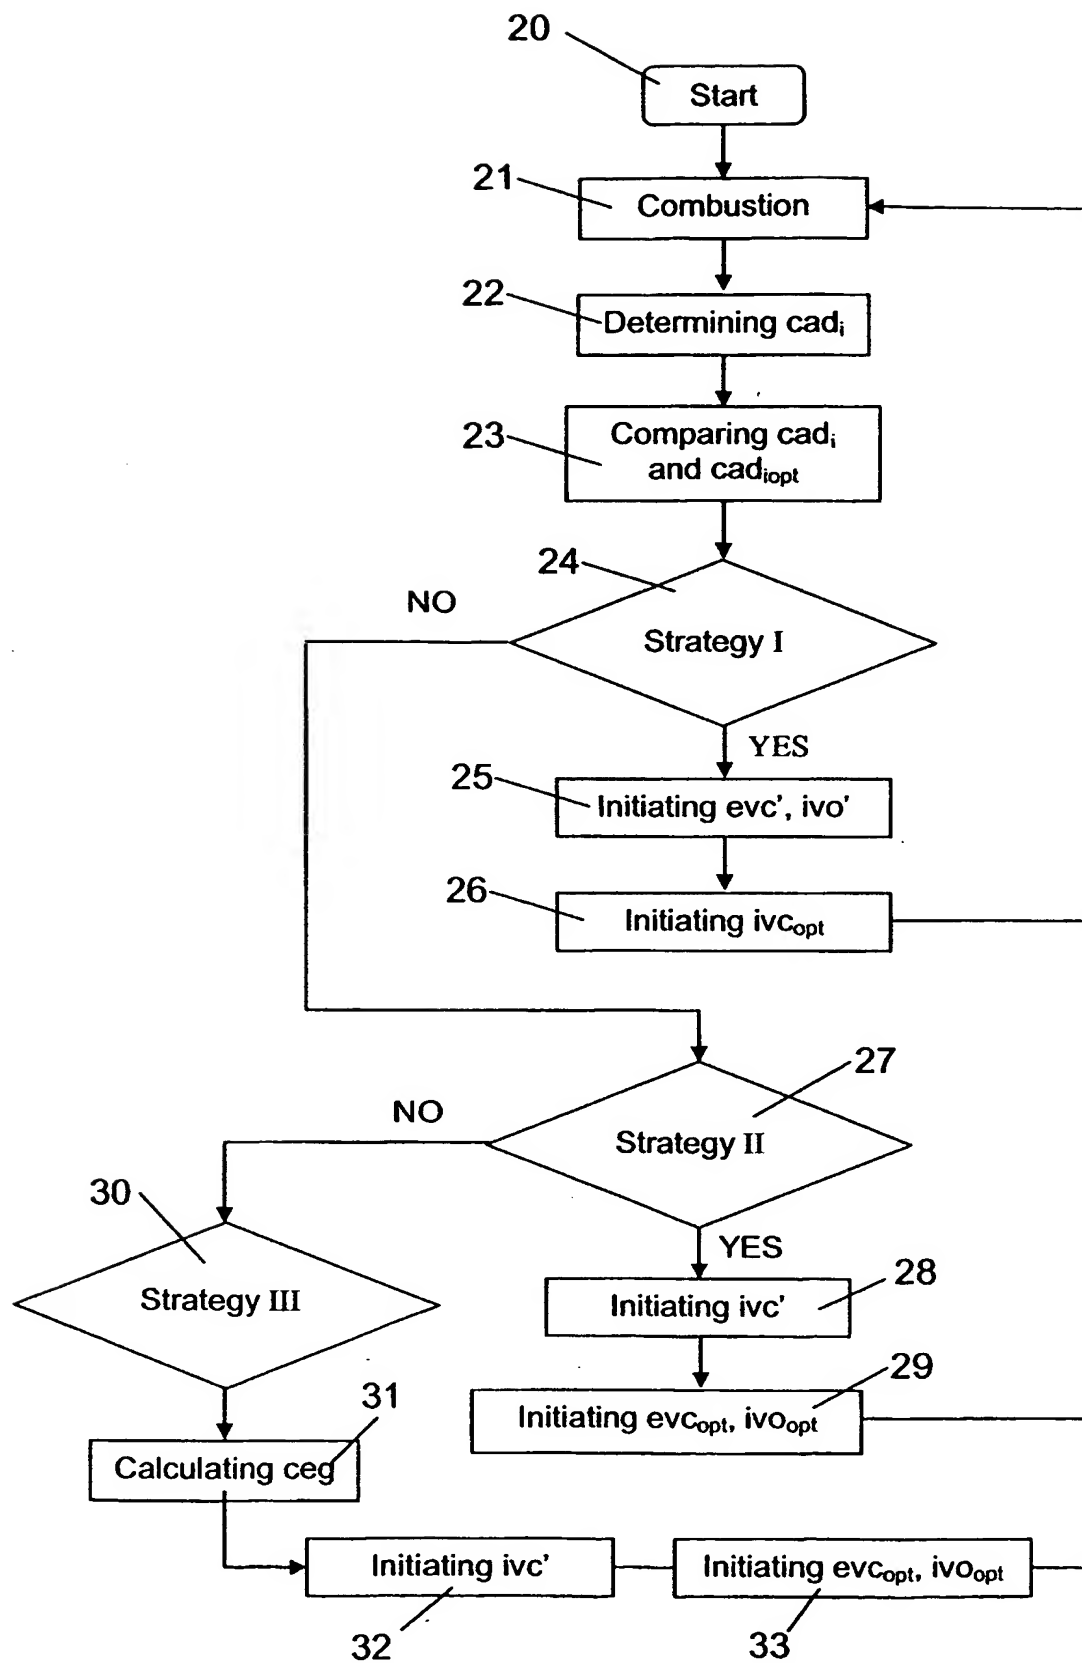 20
Start
21
Combustion
22
Determining cadᵢ
23
Comparing cadᵢ
and cadᵢₒₚₜ
24
NO
Strategy I
YES
25
Initiating evc', ivo'
26
Initiating ivcₒₚₜ
27
NO
Strategy II
30
YES
Strategy III
28
Initiating ivc'
29
Initiating evcₒₚₜ, ivoₒₚₜ
31
Calculating ceg
Initiating ivc'
Initiating evcₒₚₜ, ivoₒₚₜ
32
33